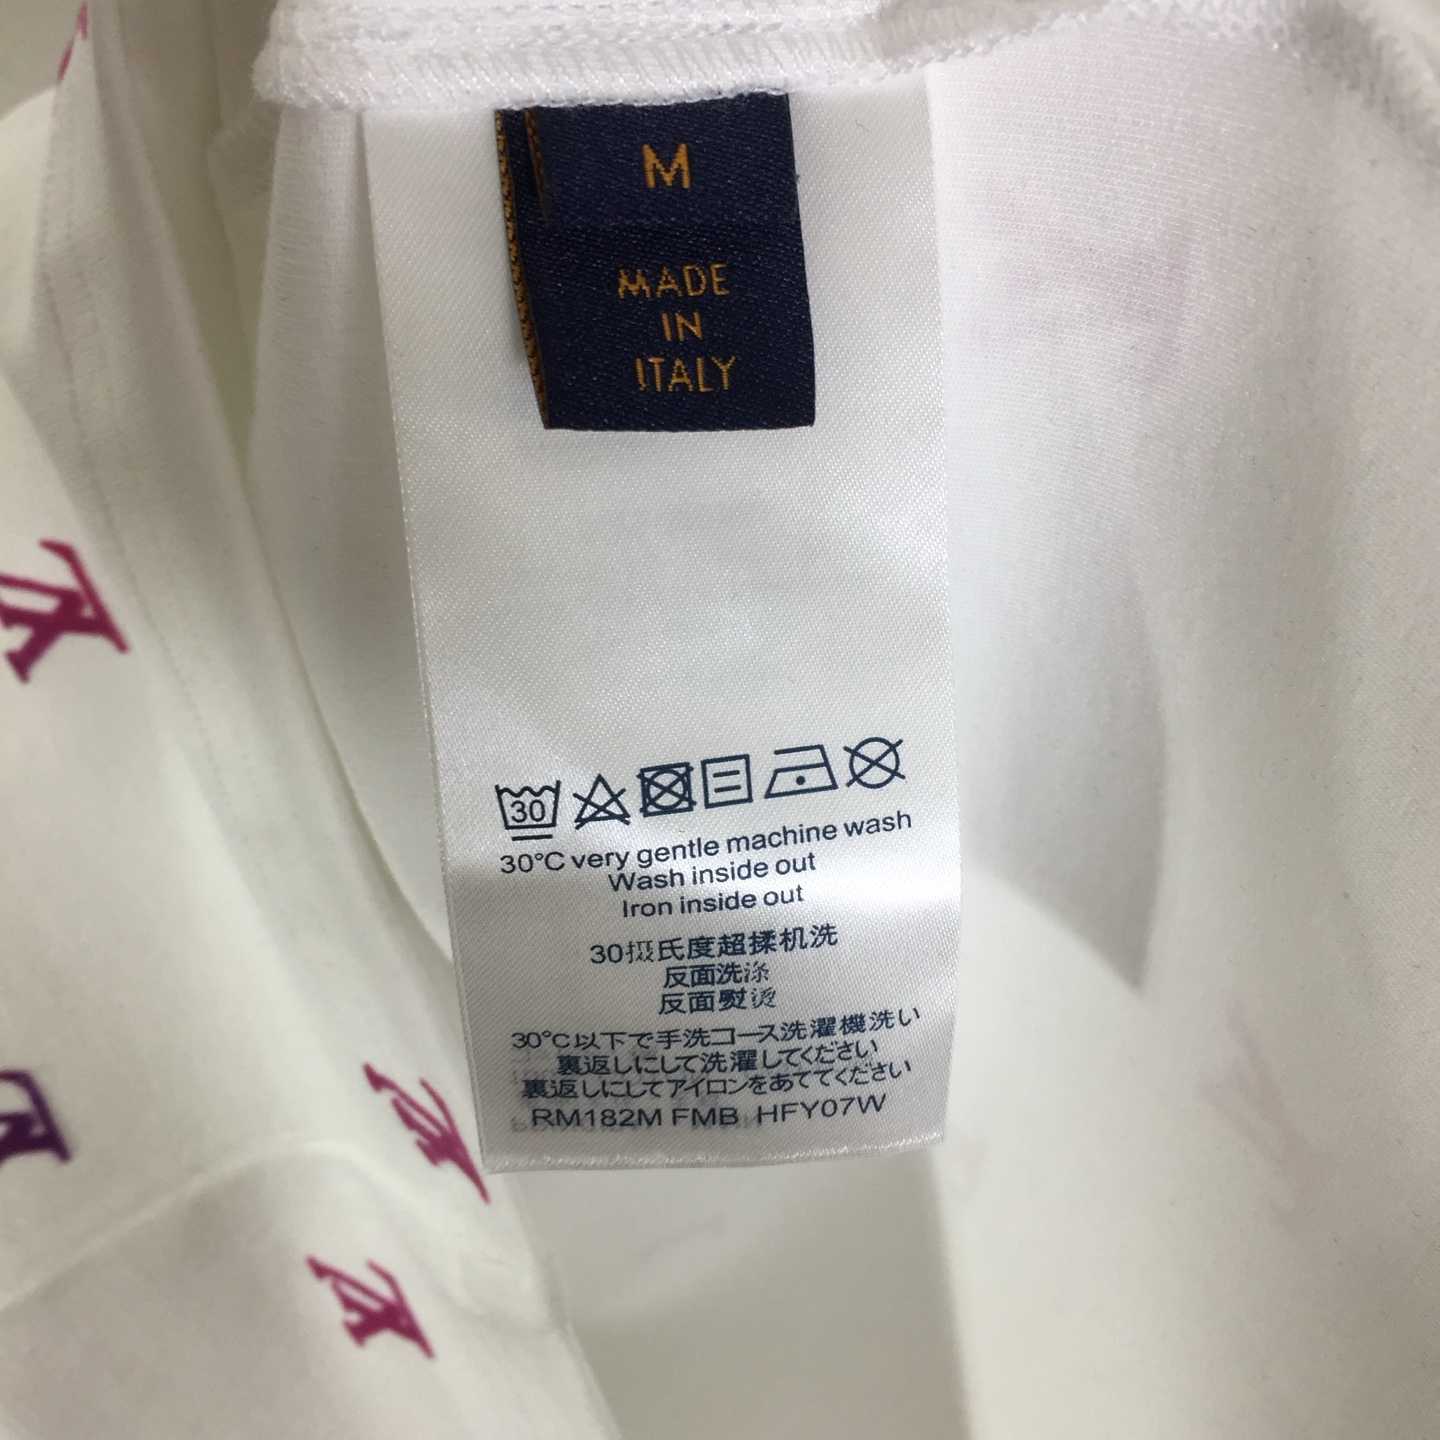 M
MADE
IN
ITALY
30
30°C very gentle machine wash
Wash inside out
Iron inside out
30摄氏度超揉机洗
反面洗涤
反面熨烫
30°C以下で手洗コース洗濯機洗い
裏返しにして洗濯してください
裏返しにしてアイロンをあててください
RM182M FMB HFY07W